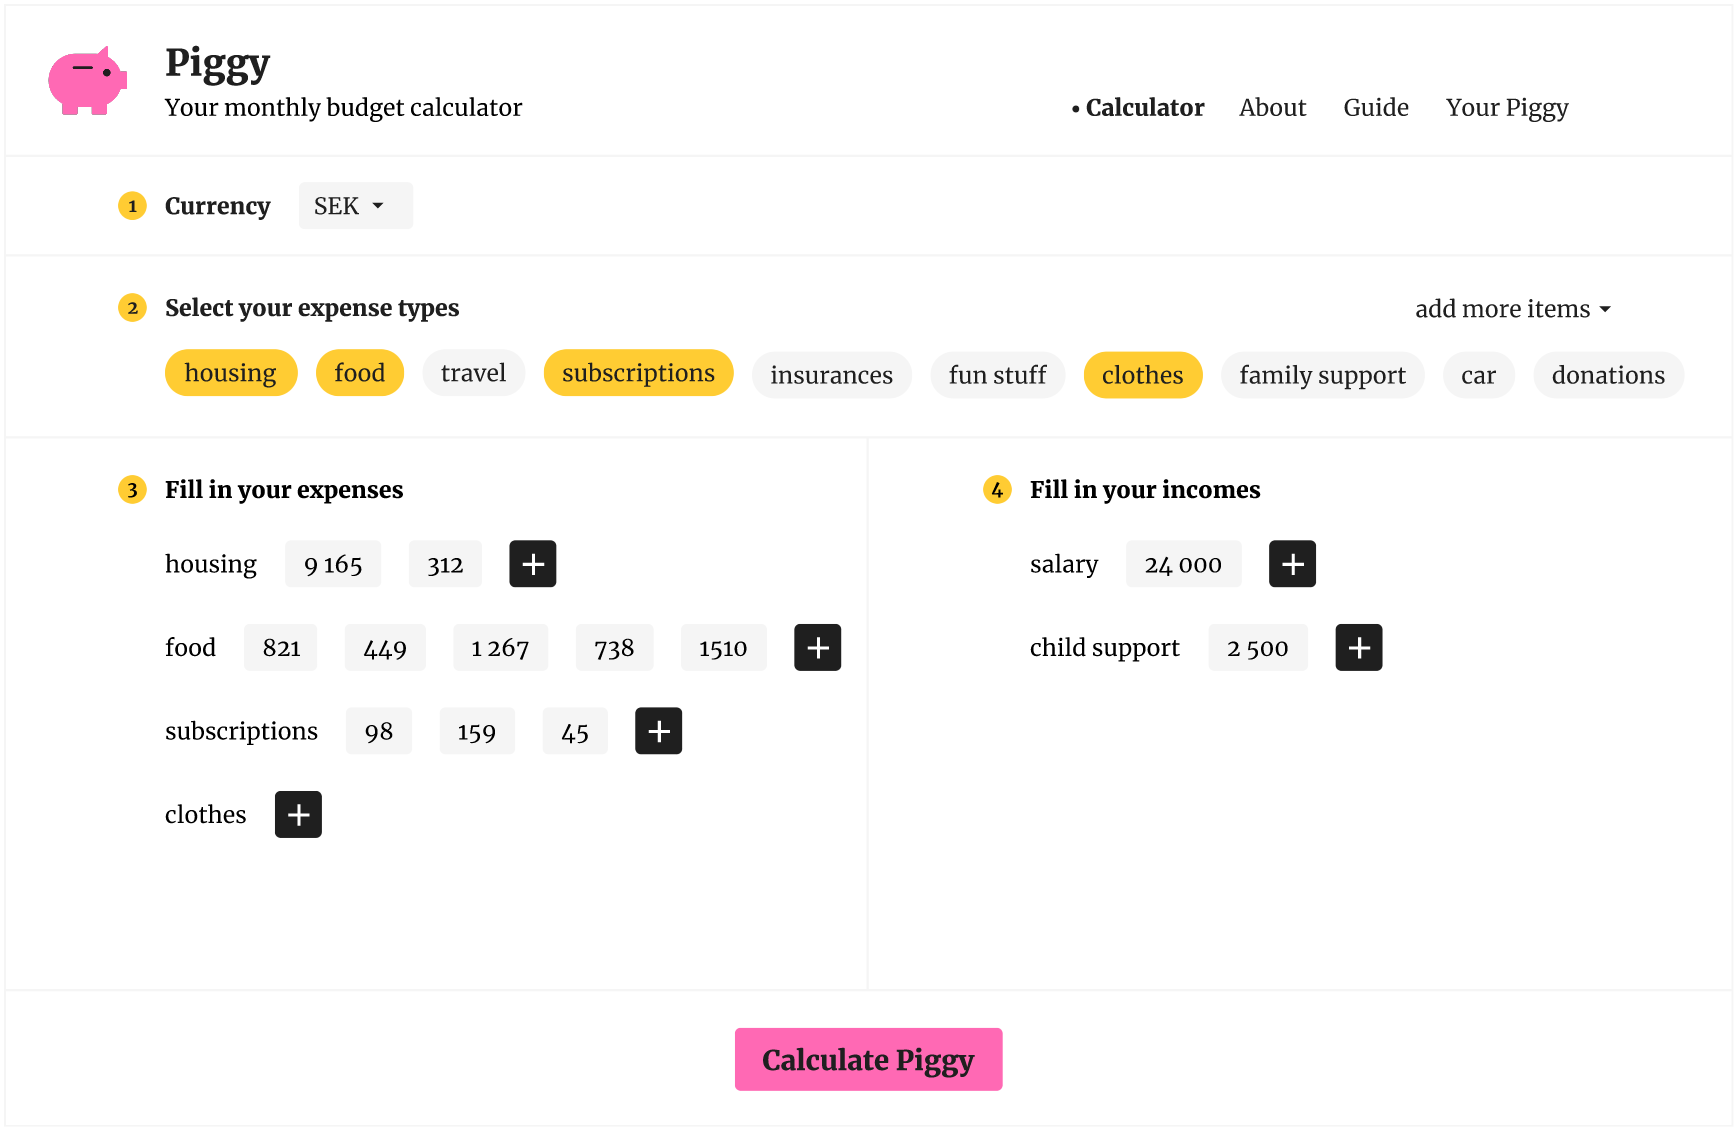 Piggy
Your monthly budget calculator
• Calculator About Guide Your Piggy
1 Currency SEK
2 Select your expense types add more items
housing food travel subscriptions insurances fun stuff clothes family support car donations
3 Fill in your expenses
housing 9 165 312 +
food 821 449 1 267 738 1510 +
subscriptions 98 159 45 +
clothes +
4 Fill in your incomes
salary 24 000 +
child support 2 500 +
Calculate Piggy